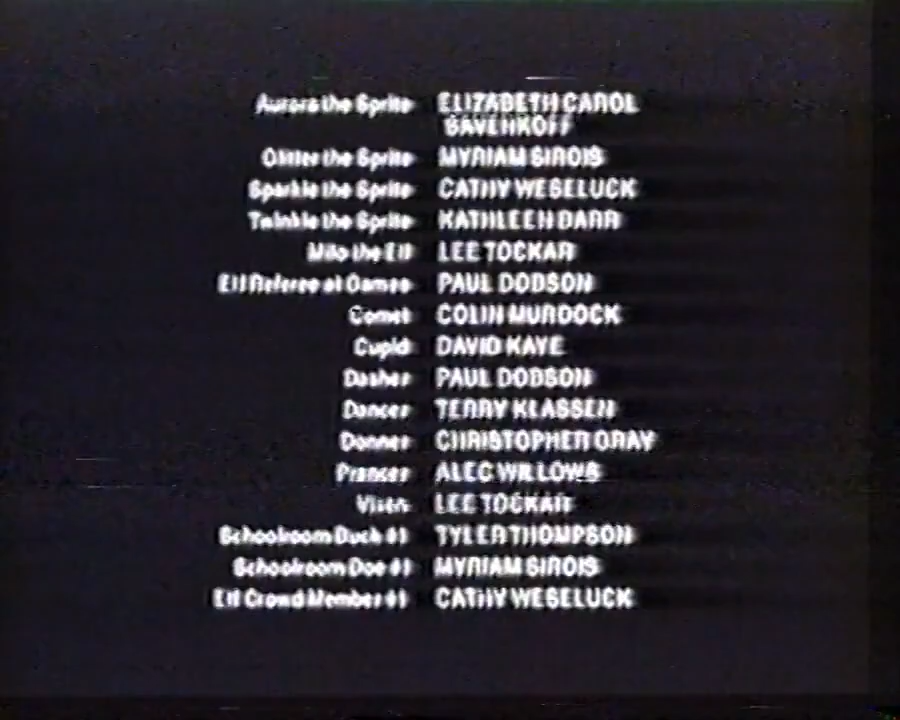 Aurora the Sprite ELIZABETH CAROL
SAVENKOFF
Glitter the Sprite MYRIAM SIROIS
Sparkle the Sprite CATHY WESELUCK
Twinkle the Sprite KATHLEEN BARR
Milo the Elf LEE TOCKAR
Elf Referee at Games PAUL DOBSON
Comet COLIN MURDOCK
Cupid DAVID KAYE
Dasher PAUL DOBSON
Dancer TERRY KLASSEN
Donner CHRISTOPHER GRAY
Prancer ALEC WILLOWS
Vixen LEE TOCKAR
Schoolroom Buck #1 TYLER THOMPSON
Schoolroom Doe #1 MYRIAM SIROIS
Elf Crowd Member #1 CATHY WESELUCK